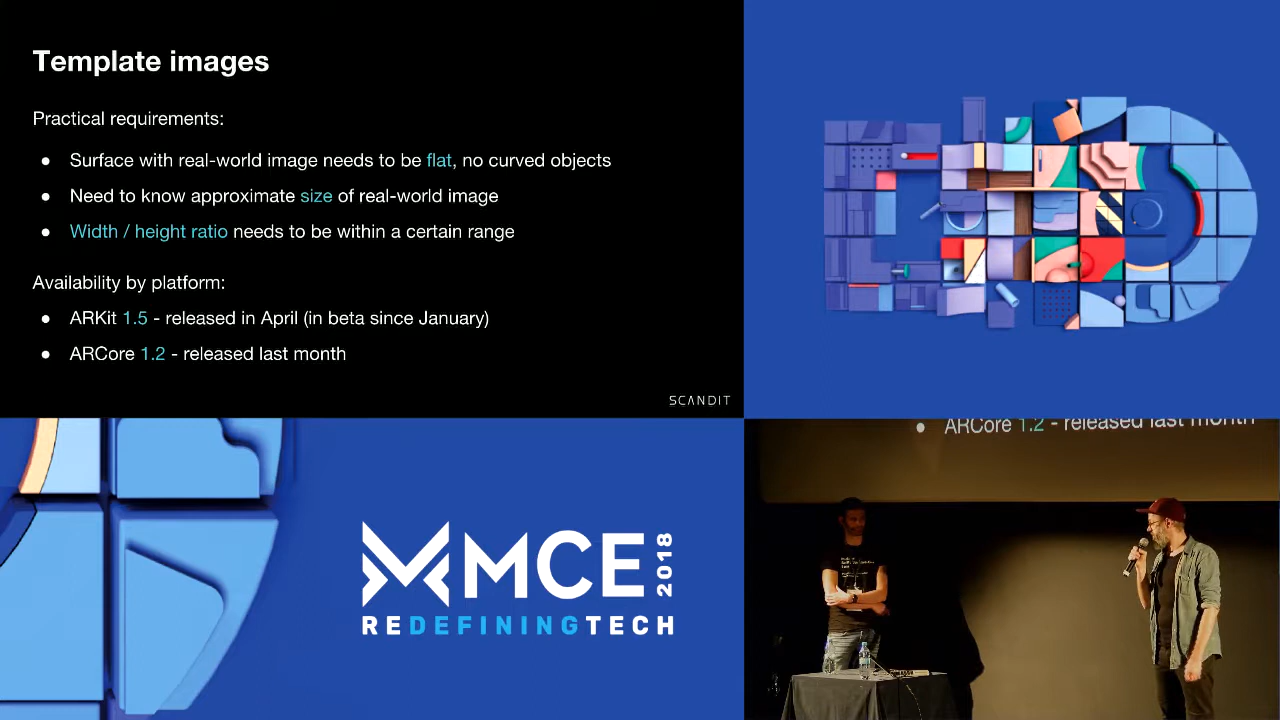 Template images
Practical requirements:
● Surface with real-world image needs to be flat, no curved objects
● Need to know approximate size of real-world image
● Width / height ratio needs to be within a certain range
Availability by platform:
● ARKit 1.5 - released in April (in beta since January)
● ARCore 1.2 - released last month
SCANDIT
● ARCore 1.2 - released last month
MCE
2018
REDEFININGTECH